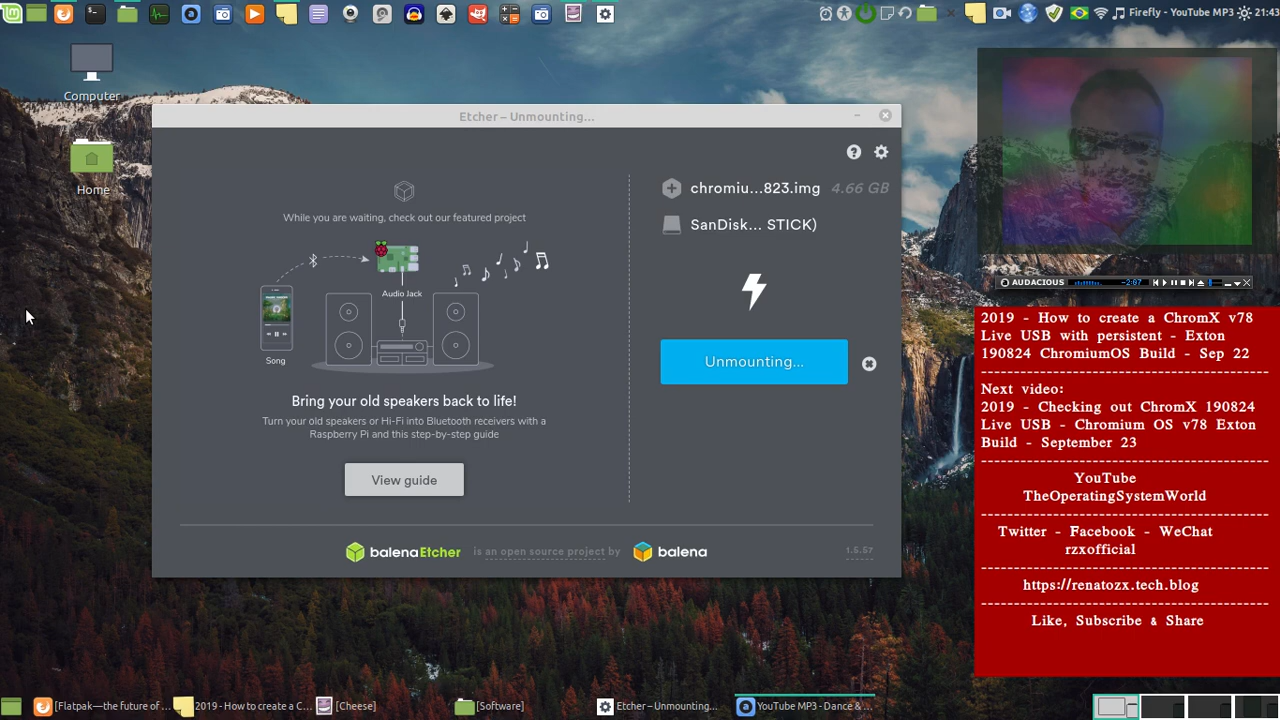 Firefly - YouTube MP3 - 21:43
Computer
Home
Etcher – Unmounting...
While you are waiting, check out our featured project
Audio Jack
Song
Bring your old speakers back to life!
Turn your old speakers or Hi-Fi into Bluetooth receivers with a
Raspberry Pi and this step-by-step guide
View guide
chromiu...823.img 4.66 GB
SanDisk... STICK)
Unmounting...
balenaEtcher is an open source project by balena
1.5.57
AUDACIOUS -2:07
2019 - How to create a ChromX v78
Live USB with persistent - Exton
190824 ChromiumOS Build - Sep 22
Next video:
2019 - Checking out ChromX 190824
Live USB - Chromium OS v78 Exton
Build - September 23
YouTube
TheOperatingSystemWorld
Twitter - Facebook - WeChat
rzxofficial
https://renatozx.tech.blog
Like, Subscribe & Share
[Flatpak—the future of ...
2019 - How to create a C...
[Cheese]
[Software]
Etcher – Unmounting...
YouTube MP3 - Dance & ...